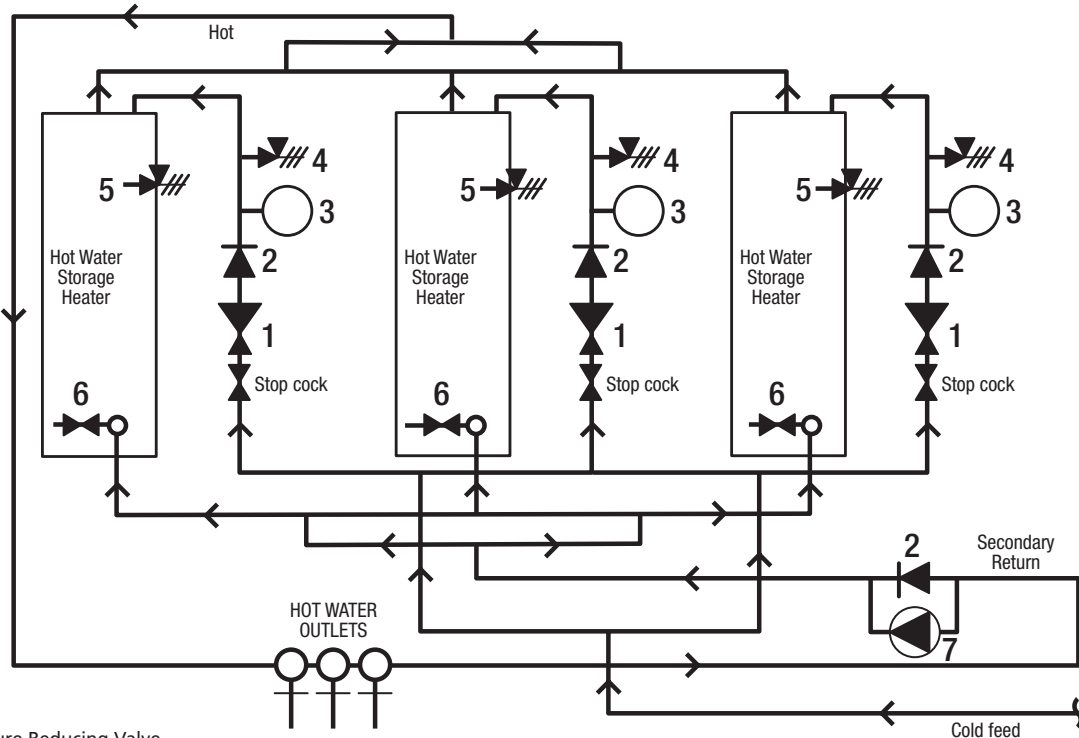 Hot
4
4
4
5
5
5
3
3
3
Hot Water
Storage
Heater
Hot Water
Storage
Heater
Hot Water
Storage
Heater
2
2
2
1
1
1
Stop cock
Stop cock
Stop cock
6
6
6
2
Secondary
Return
HOT WATER
OUTLETS
7
Cold feed
Reducing Valve